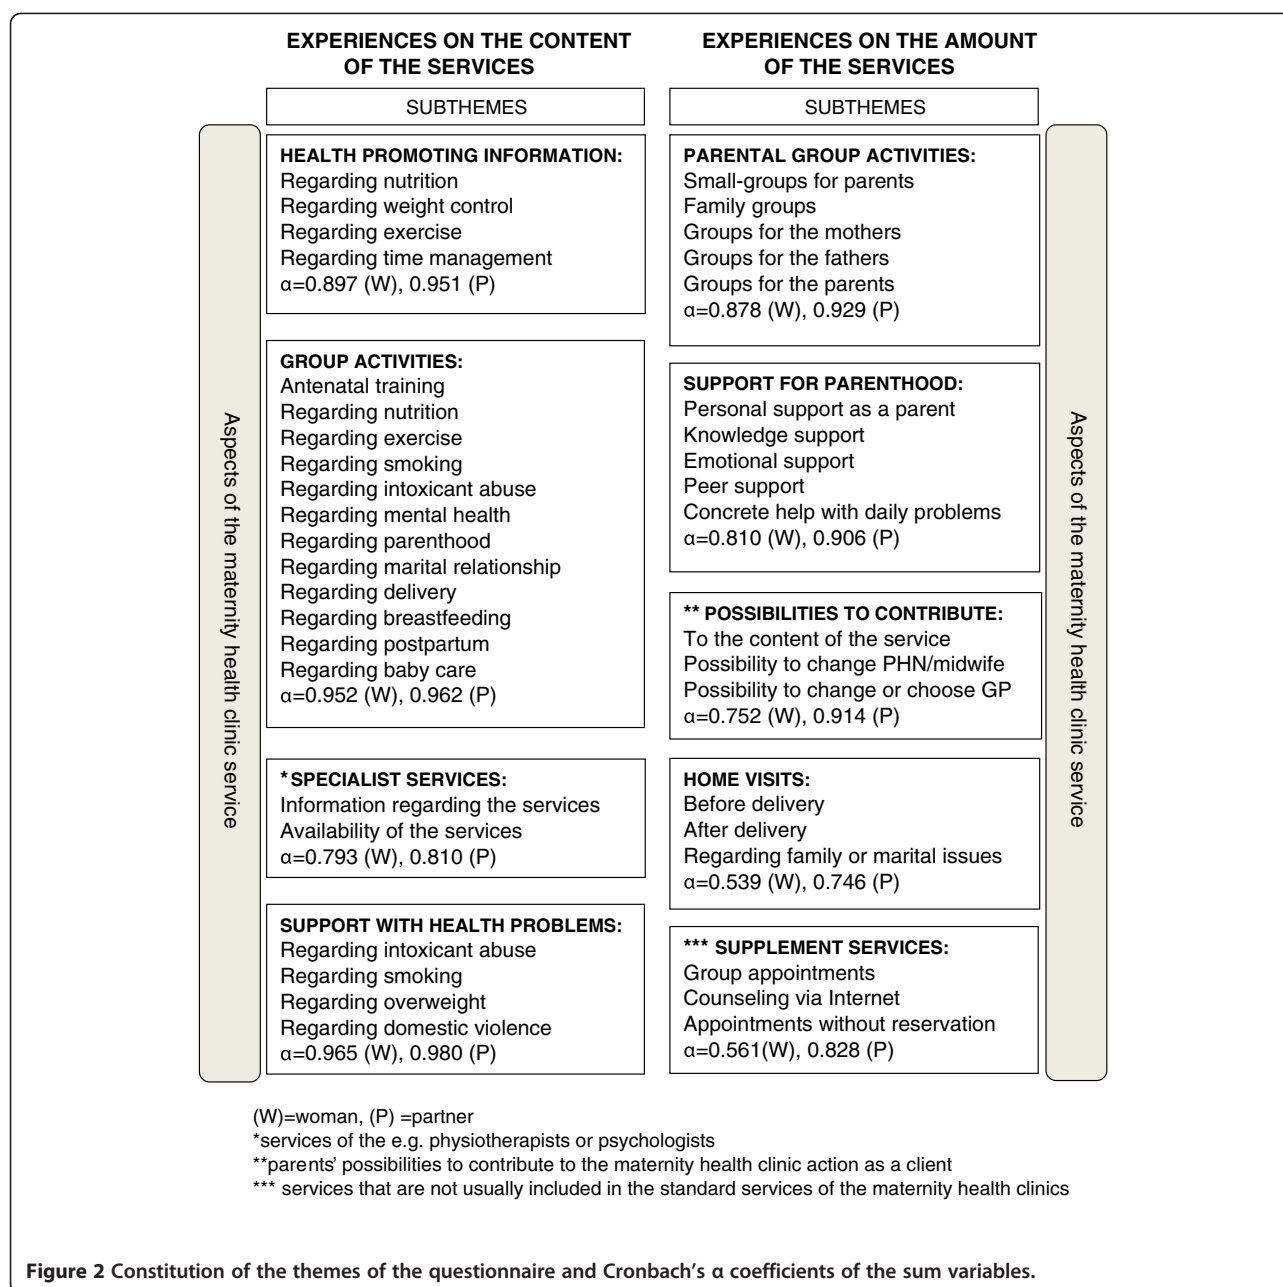 EXPERIENCES ON THE CONTENT
OF THE SERVICES
SUBTHEMES
Aspects of the maternity health clinic service
HEALTH PROMOTING INFORMATION:
Regarding nutrition
Regarding weight control
Regarding exercise
Regarding time management
α=0.897 (W), 0.951 (P)
GROUP ACTIVITIES:
Antenatal training
Regarding nutrition
Regarding exercise
Regarding smoking
Regarding intoxicant abuse
Regarding mental health
Regarding parenthood
Regarding marital relationship
Regarding delivery
Regarding breastfeeding
Regarding postpartum
Regarding baby care
α=0.952 (W), 0.962 (P)
*SPECIALIST SERVICES:
Information regarding the services
Availability of the services
α=0.793 (W), 0.810 (P)
SUPPORT WITH HEALTH PROBLEMS:
Regarding intoxicant abuse
Regarding smoking
Regarding overweight
Regarding domestic violence
α=0.965 (W), 0.980 (P)
EXPERIENCES ON THE AMOUNT
OF THE SERVICES
SUBTHEMES
PARENTAL GROUP ACTIVITIES:
Small-groups for parents
Family groups
Groups for the mothers
Groups for the fathers
Groups for the parents
α=0.878 (W), 0.929 (P)
SUPPORT FOR PARENTHOOD:
Personal support as a parent
Knowledge support
Emotional support
Peer support
Concrete help with daily problems
α=0.810 (W), 0.906 (P)
** POSSIBILITIES TO CONTRIBUTE:
To the content of the service
Possibility to change PHN/midwife
Possibility to change or choose GP
α=0.752 (W), 0.914 (P)
HOME VISITS:
Before delivery
After delivery
Regarding family or marital issues
α=0.539 (W), 0.746 (P)
*** SUPPLEMENT SERVICES:
Group appointments
Counseling via Internet
Appointments without reservation
α=0.561(W), 0.828 (P)
Aspects of the maternity health clinic service
(W)=woman, (P) =partner
*services of the e.g. physiotherapists or psychologists
**parents' possibilities to contribute to the maternity health clinic action as a client
*** services that are not usually included in the standard services of the maternity health clinics
Figure 2 Constitution of the themes of the questionnaire and Cronbach's α coefficients of the sum variables.